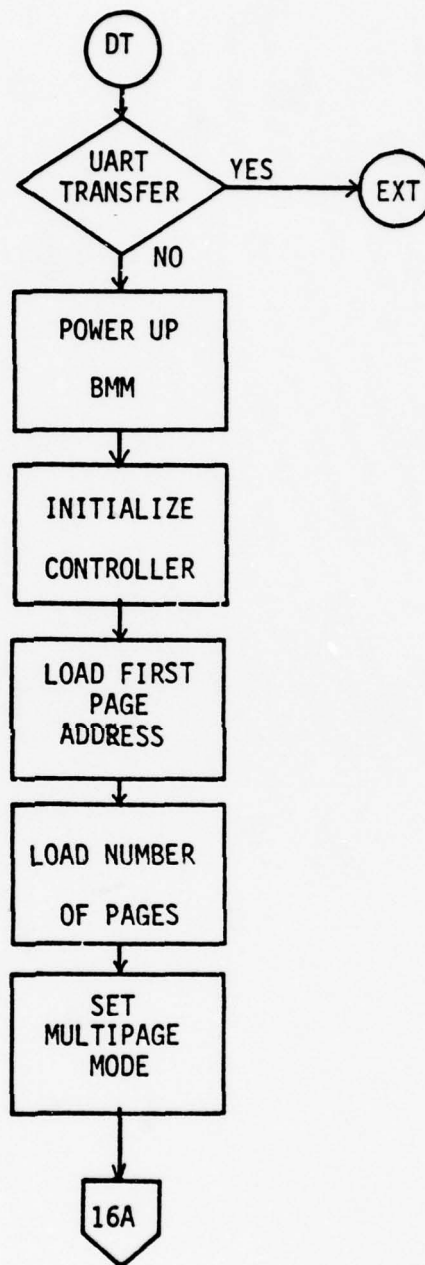 DT
UART
TRANSFER
YES
EXT
NO
POWER UP
BMM
INITIALIZE
CONTROLLER
LOAD FIRST
PAGE
ADDRESS
LOAD NUMBER
OF PAGES
SET
MULTIPAGE
MODE
16A